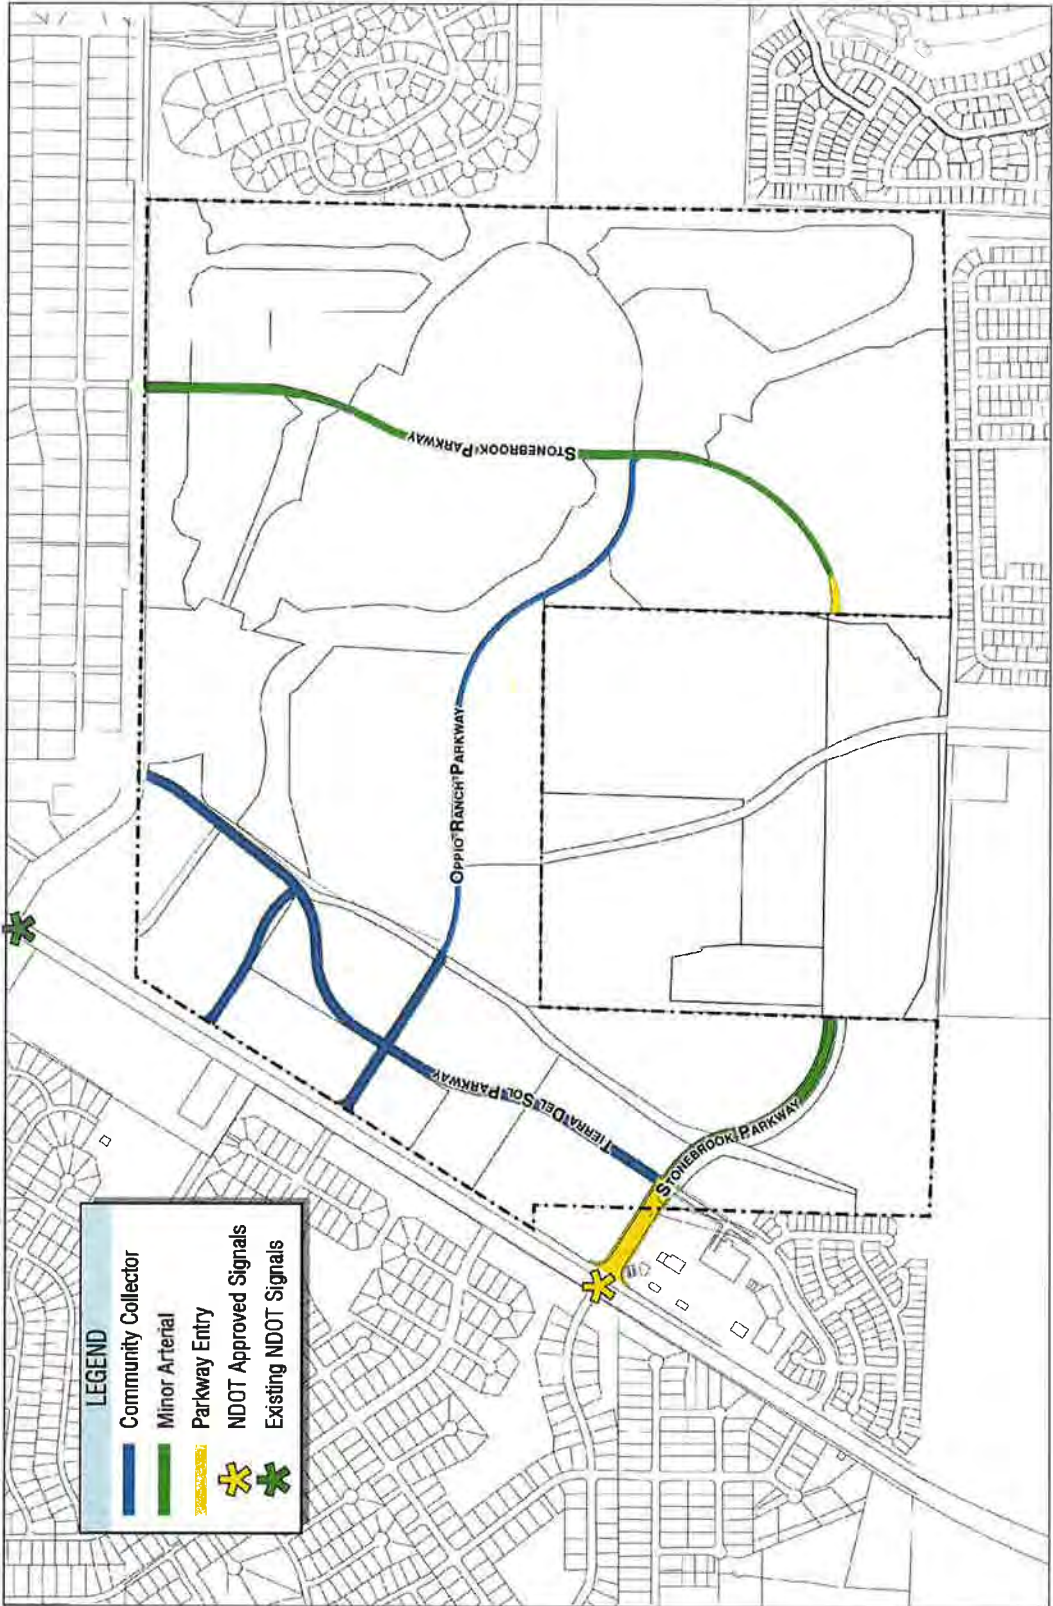 LEGEND
Community Collector
Minor Arterial
Parkway Entry
NDOT Approved Signals
Existing NDOT Signals
STONEBROOK PARKWAY
OPPIO RANCH PARKWAY
TIERRA DEL SOL PARKWAY
STONEBROOK PARKWAY